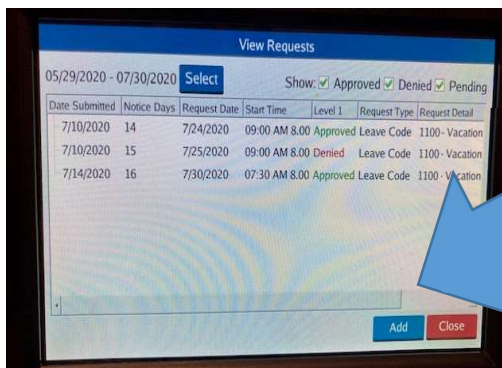 View Requests
05/29/2020 - 07/30/2020 Select Show: Approved Denied Pending
Date Submitted Notice Days Request Date Start Time Level 1 Request Type Request Detail
7/10/2020 14 7/24/2020 09:00 AM 8.00 Approved Leave Code 1100 - Vacation
7/10/2020 15 7/25/2020 09:00 AM 8.00 Denied Leave Code 1100 - Vacation
7/14/2020 16 7/30/2020 07:30 AM 8.00 Approved Leave Code 1100 - Vacation
Add Close